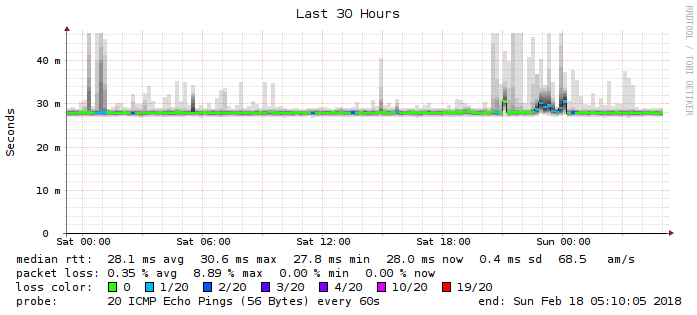 Last 30 Hours
RRDTOOL / TOBI OETIKER
Seconds
40 m
30 m
20 m
10 m
0
Sat 00:00 Sat 06:00 Sat 12:00 Sat 18:00 Sun 00:00
median rtt: 28.1 ms avg 30.6 ms max 27.8 ms min 28.0 ms now 0.4 ms sd 68.5 am/s
packet loss: 0.35 % avg 8.89 % max 0.00 % min 0.00 % now
loss color: 0 1/20 2/20 3/20 4/20 10/20 19/20
probe: 20 ICMP Echo Pings (56 Bytes) every 60s end: Sun Feb 18 05:10:05 2018